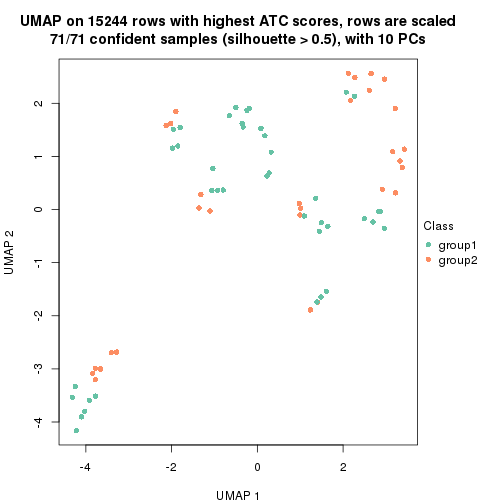 UMAP on 15244 rows with highest ATC scores, rows are scaled
71/71 confident samples (silhouette > 0.5), with 10 PCs
2
1
0
-1
-2
-3
-4
UMAP 2
-4
-2
0
2
UMAP 1
Class
group1
group2